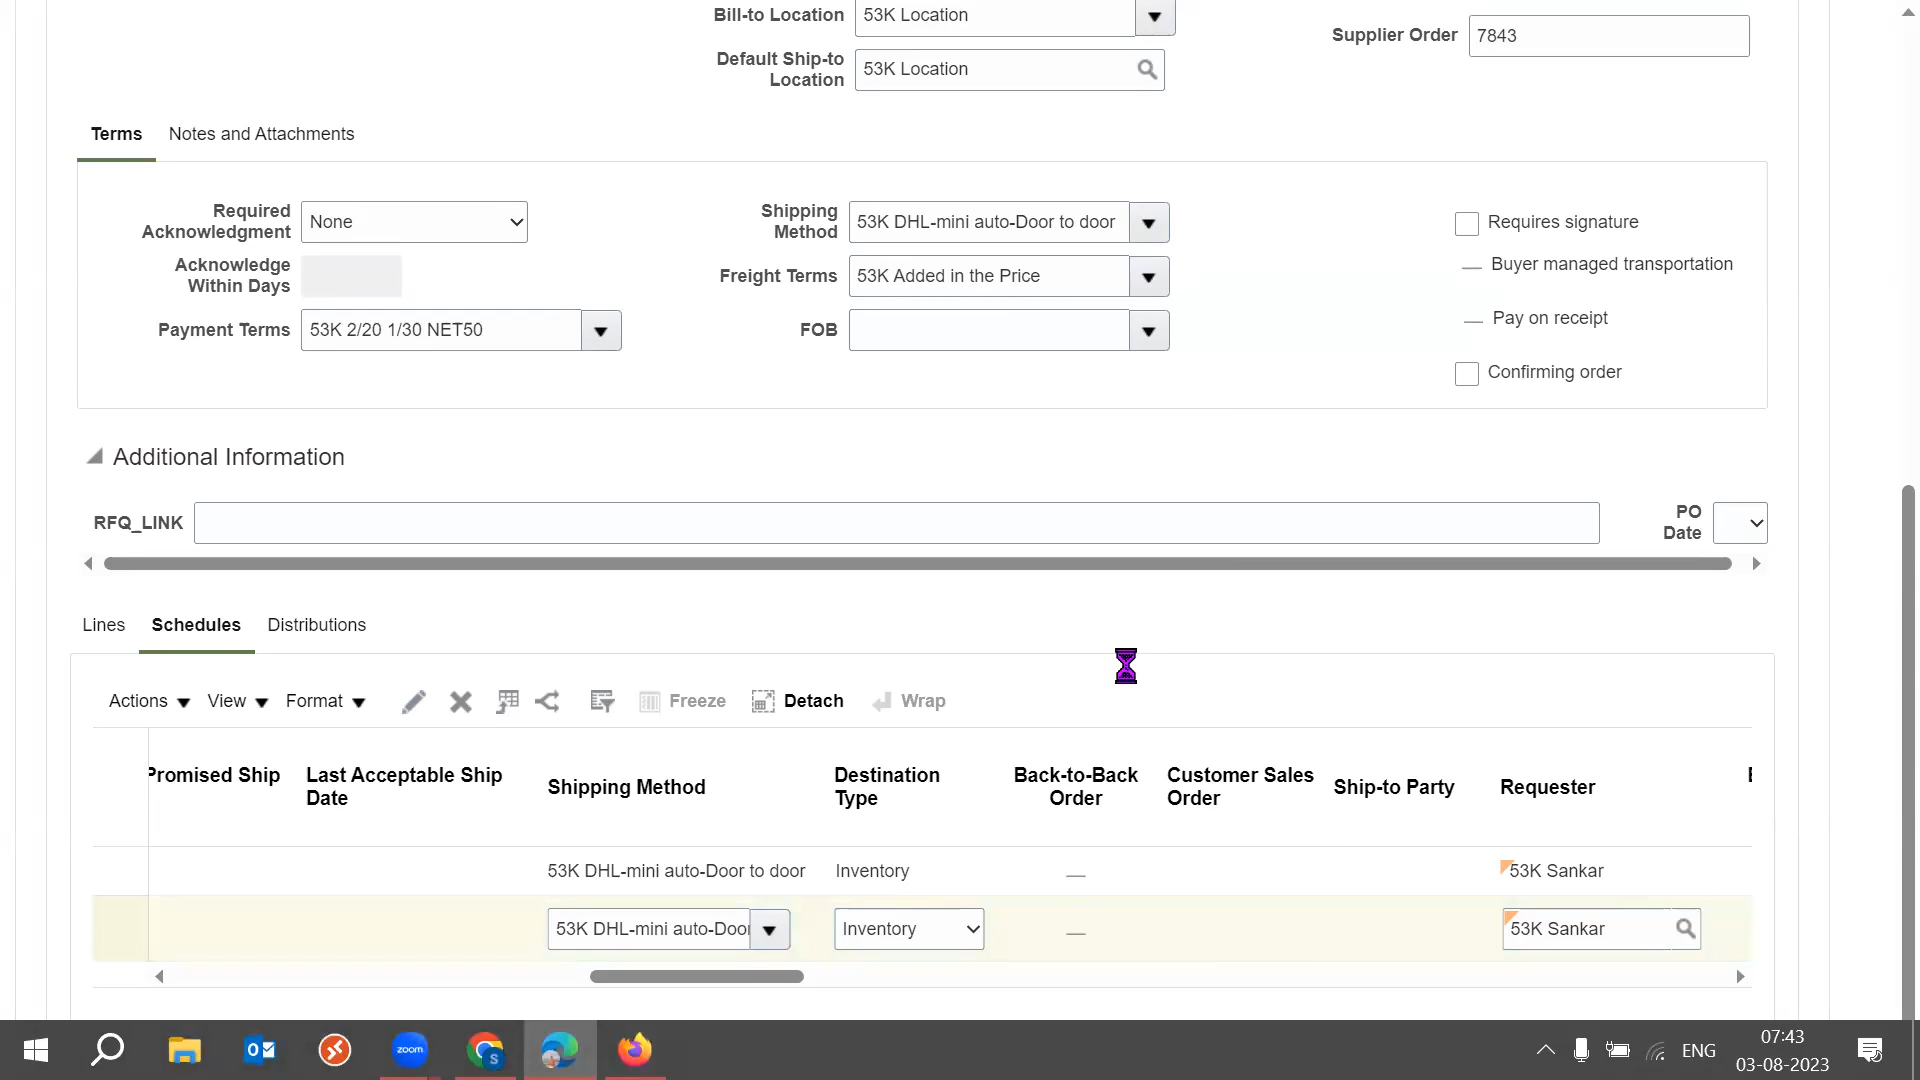 Bill-to Location 53K Location
Supplier Order 7843
Default Ship-to
Location
53K Location
Terms Notes and Attachments
Required
Acknowledgment
None
Shipping
Method
53K DHL-mini auto-Door to door
Requires signature
Acknowledge
Within Days
Freight Terms 53K Added in the Price
Buyer managed transportation
Payment Terms 53K 2/20 1/30 NET50
FOB
Pay on receipt
Confirming order
Additional Information
RFQ_LINK
PO
Date
Lines Schedules Distributions
Actions View Format Freeze Detach Wrap
Promised Ship
Last Acceptable Ship
Date
Shipping Method
Destination
Type
Back-to-Back
Order
Customer Sales
Order
Ship-to Party
Requester
53K DHL-mini auto-Door to door Inventory 53K Sankar
53K DHL-mini auto-Door Inventory 53K Sankar
zoom
S
ENG
07:43
03-08-2023